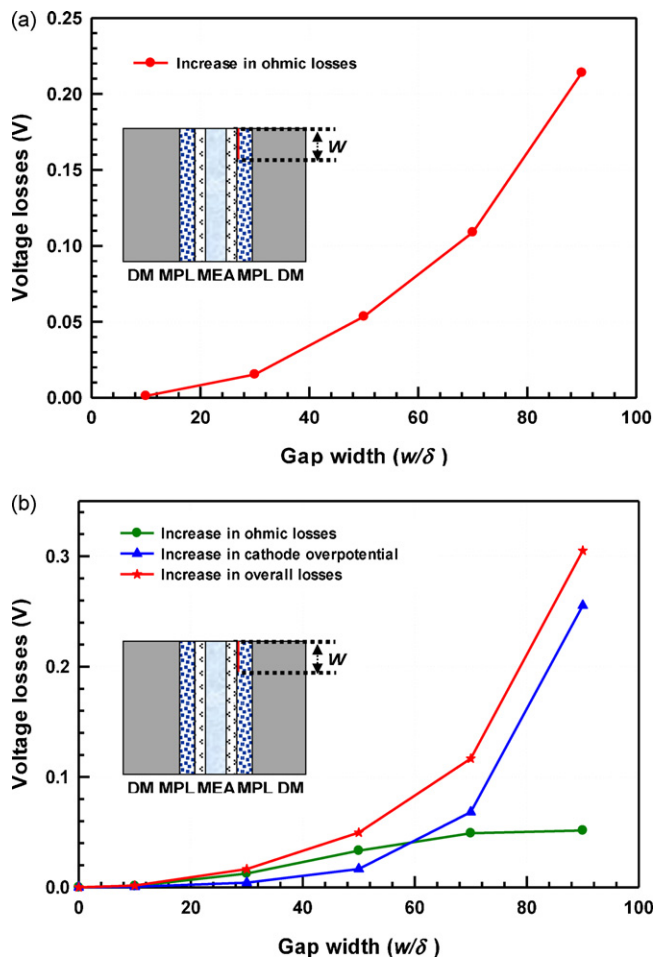 (a)
0.25
0.20
0.15
0.10
0.05
0.00
Voltage losses (V)
Increase in ohmic losses
w
DM MPL MEA MPL DM
0 20 40 60 80 100
Gap width (w/δ )
(b)
0.3
0.2
0.1
0.0
Voltage losses (V)
Increase in ohmic losses
Increase in cathode overpotential
Increase in overall losses
w
DM MPL MEA MPL DM
0 20 40 60 80 100
Gap width (w/δ )